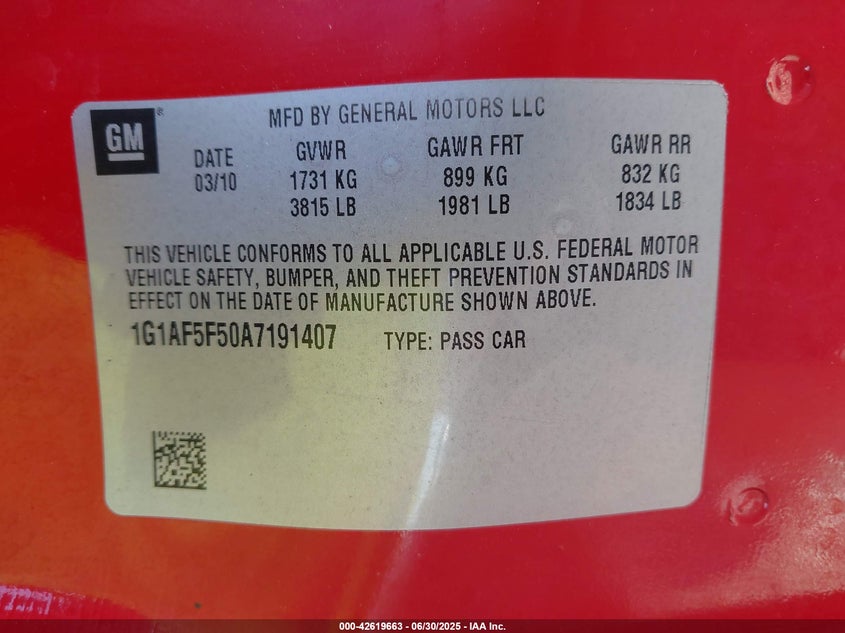 GM
®
MFD BY GENERAL MOTORS LLC
DATE GVWR GAWR FRT GAWR RR
03/10 1731 KG 899 KG 832 KG
3815 LB 1981 LB 1834 LB
THIS VEHICLE CONFORMS TO ALL APPLICABLE U.S. FEDERAL MOTOR
VEHICLE SAFETY, BUMPER, AND THEFT PREVENTION STANDARDS IN
EFFECT ON THE DATE OF MANUFACTURE SHOWN ABOVE.
1G1AF5F50A7191407 TYPE: PASS CAR
000-42619663 - 06/30/2025 - IAA Inc.